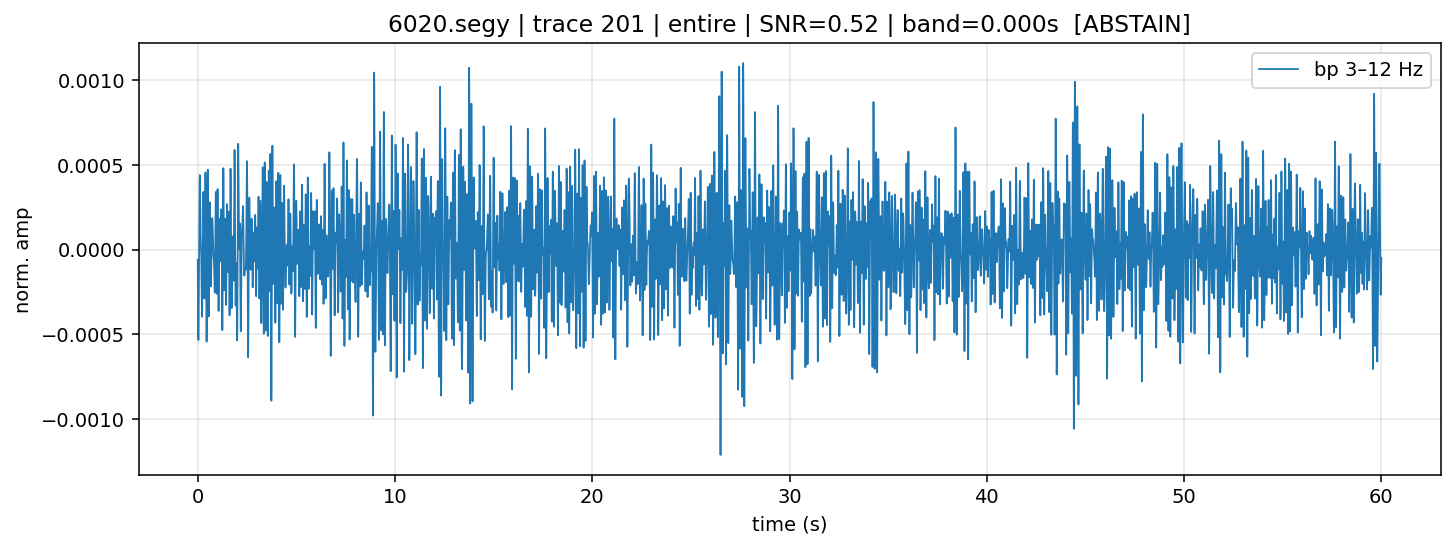 6020.segy | trace 201 | entire | SNR=0.52 | band=0.000s  [ABSTAIN]
bp 3–12 Hz
norm. amp
0.0010
0.0005
0.0000
−0.0005
−0.0010
0 10 20 30 40 50 60
time (s)